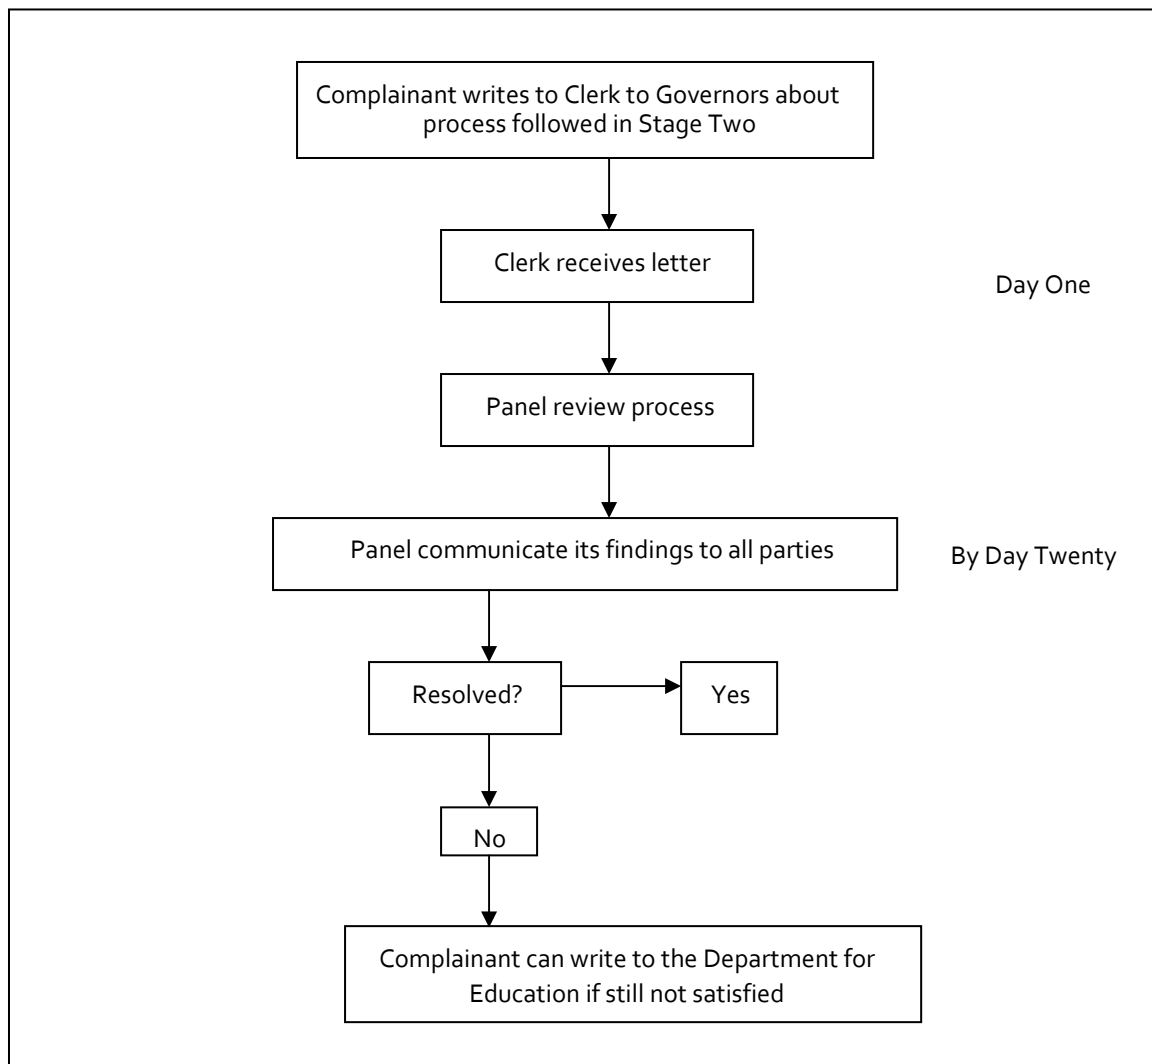 Complainant writes to Clerk to Governors about
process followed in Stage Two
Clerk receives letter
Day One
Panel review process
Panel communicate its findings to all parties
By Day Twenty
Resolved?
Yes
No
Complainant can write to the Department for
Education if still not satisfied